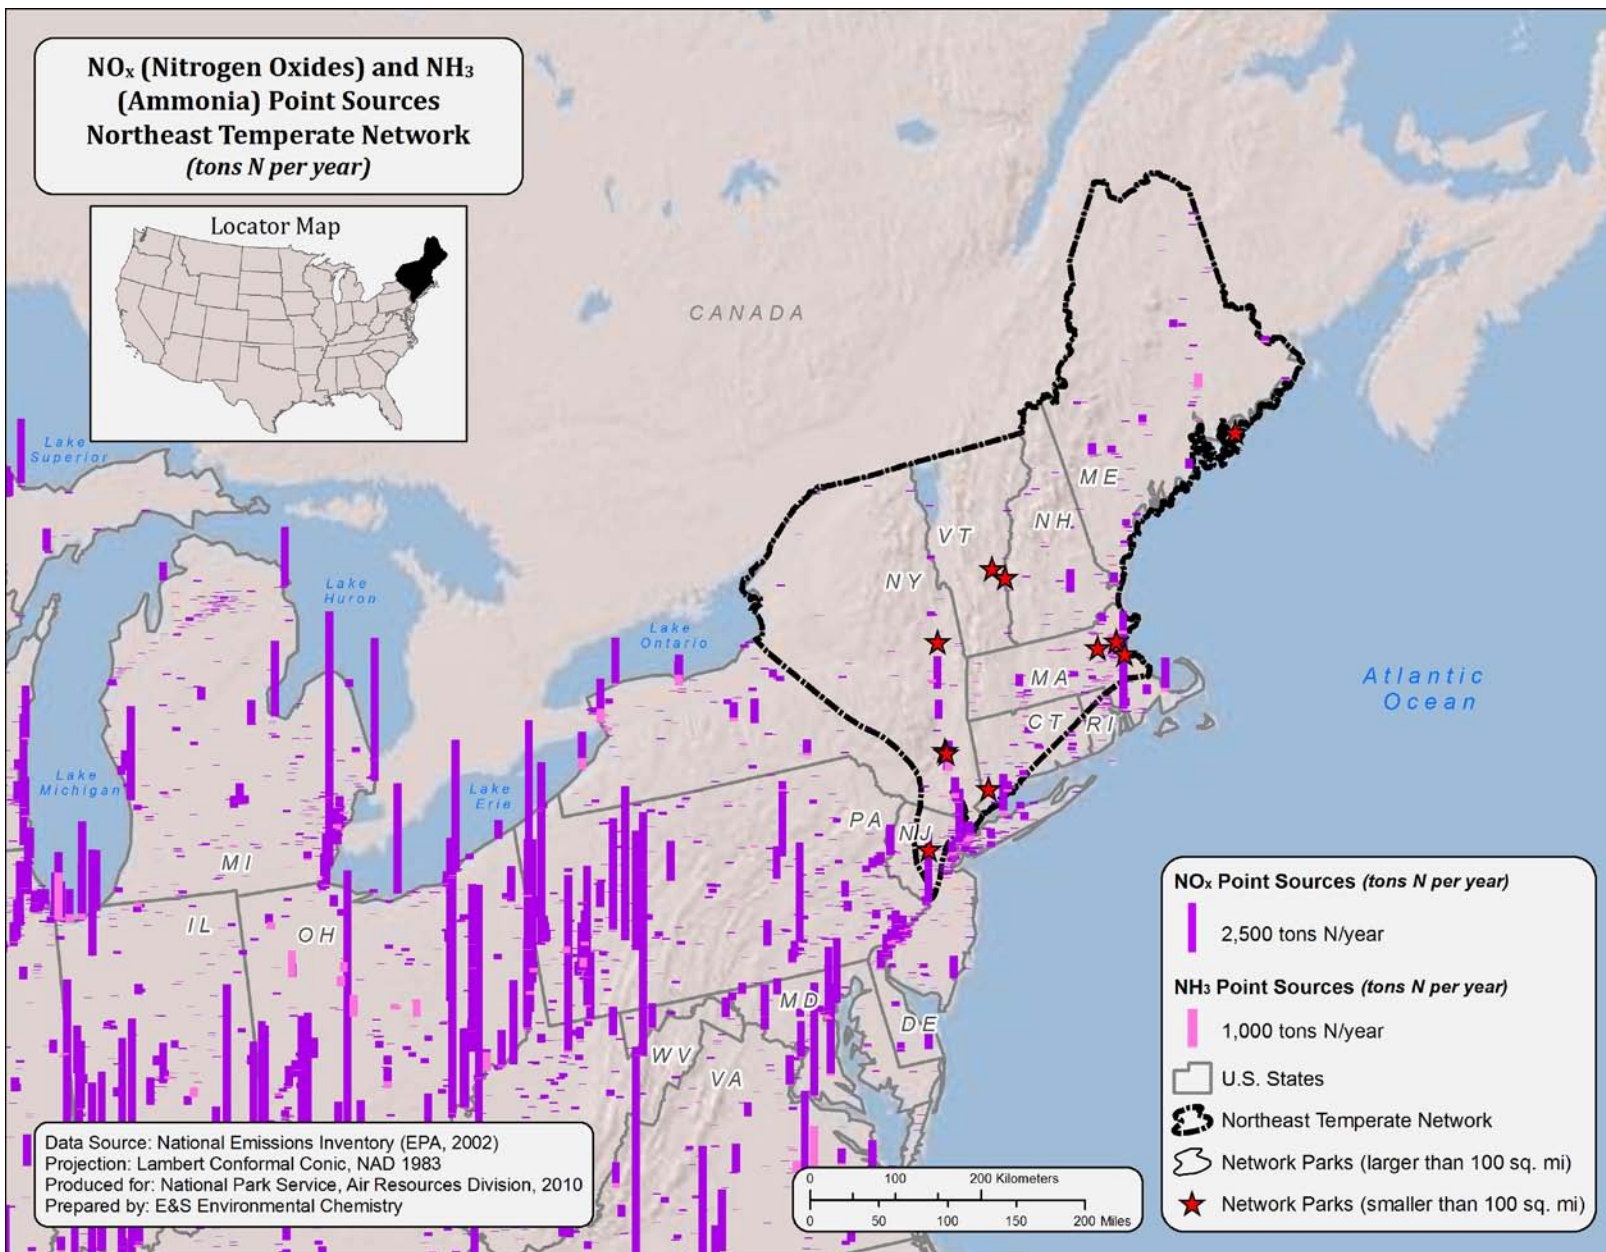 NOx (Nitrogen Oxides) and NH3
(Ammonia) Point Sources
Northeast Temperate Network
(tons N per year)
Locator Map
CANADA
Lake
Superior
Lake
Huron
Lake
Ontario
Lake
Michigan
Lake
Erie
ME
NH
VT
NY
MA
CT
RI
PA
NJ
MI
IL
OH
MD
DE
WV
VA
Atlantic
Ocean
NOx Point Sources (tons N per year)
2,500 tons N/year
NH3 Point Sources (tons N per year)
1,000 tons N/year
U.S. States
Northeast Temperate Network
Network Parks (larger than 100 sq. mi)
Network Parks (smaller than 100 sq. mi)
Data Source: National Emissions Inventory (EPA, 2002)
Projection: Lambert Conformal Conic, NAD 1983
Produced for: National Park Service, Air Resources Division, 2010
Prepared by: E&S Environmental Chemistry
0 100 200 Kilometers
0 50 100 150 200 Miles